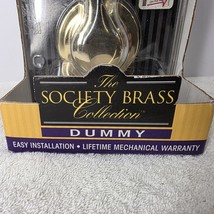 The
SOCIETY BRASS
Collection
DUMMY
EASY INSTALLATION • LIFETIME MECHANICAL WARRANTY